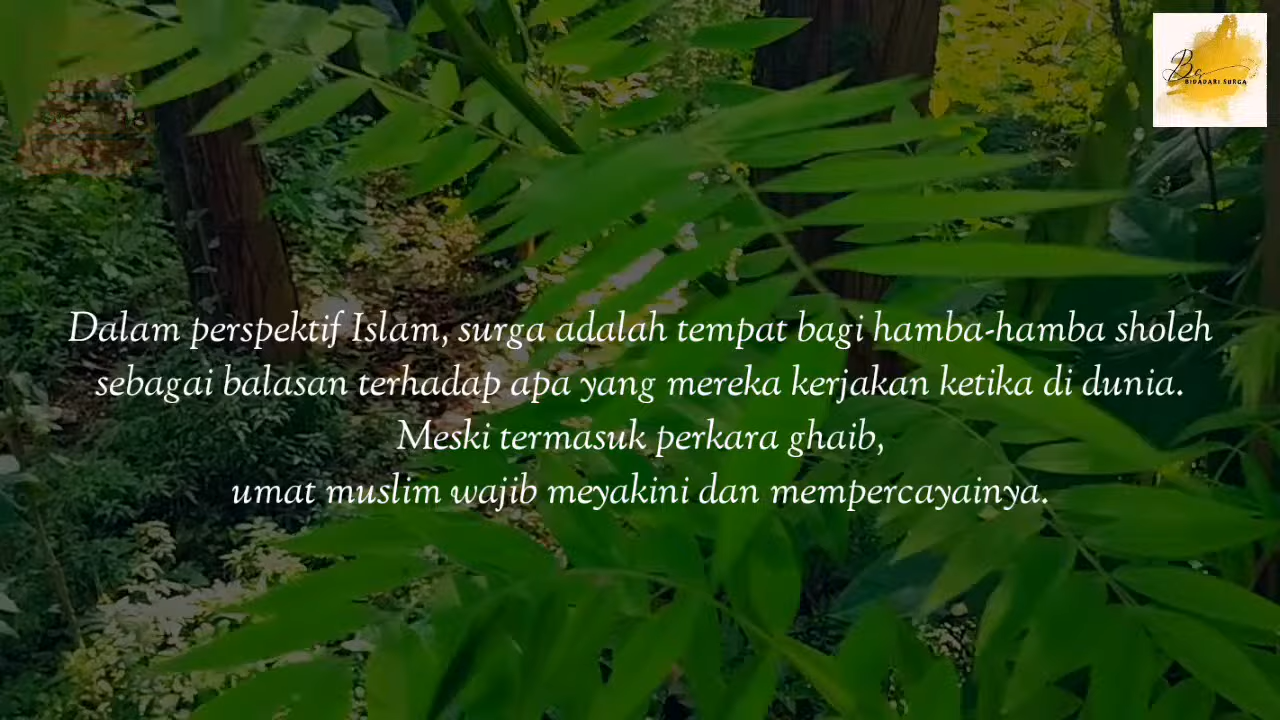 BIDADARI SURGA
Dalam perspektif Islam, surga adalah tempat bagi hamba-hamba sholeh
sebagai balasan terhadap apa yang mereka kerjakan ketika di dunia.
Meski termasuk perkara ghaib,
umat muslim wajib meyakini dan mempercayainya.